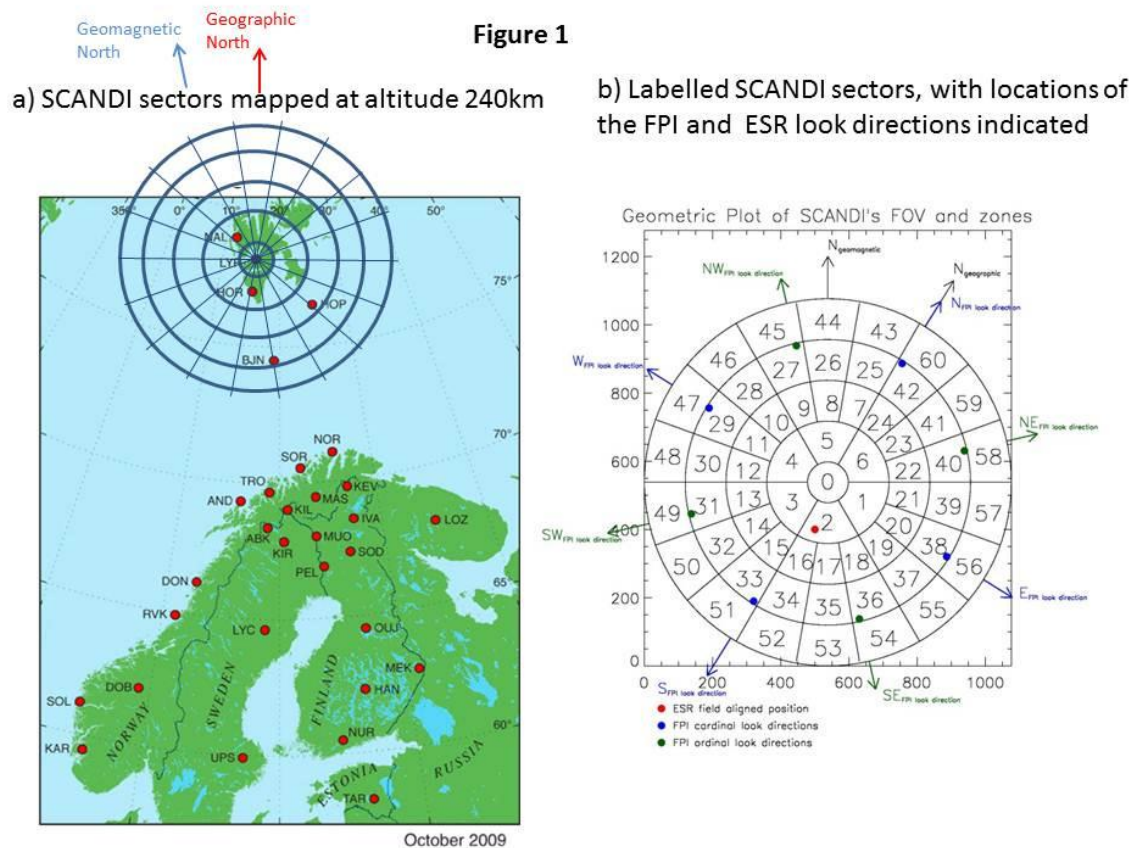 Figure 1
Geomagnetic
North
Geographic
North
a) SCANDI sectors mapped at altitude 240km
35°
0°
10°
20°
30°
40°
50°
75°
70°
70°
65°
65°
60°
60°
NAL
LYR
HOR
HOP
BJN
NOR
SOR
TRO
KEV
AND
MAS
KIL
IVA
LOZ
ABK
MUO
KIR
SOD
PEL
DON
RVK
LYC
OUJ
MEK
DOB
HAN
SOL
KAR
NUR
UPS
TAR
NORWAY
SWEDEN
FINLAND
ESTONIA
RUSSIA
October 2009
b) Labelled SCANDI sectors, with locations of
the FPI and ESR look directions indicated
Geometric Plot of SCANDI's FOV and zones
1200
1000
800
600
400
200
0
0 200 400 600 800 1000
N geomagnetic
N geographic
N FPI look direction
NW FPI look direction
W FPI look direction
NE FPI look direction
SW FPI look direction
E FPI look direction
S FPI look direction
SE FPI look direction
45 44 43
46 27 26 25 60
47 28 9 8 7 42 59
29 10 24 41
48 30 11 5 23 40 58
12 4 6 22
0
49 31 13 3 1 21 39 57
14 2 20
50 15 16 17 18 19 38 56
33 34 35 36 37
51 52 53 54 55
ESR field aligned position
FPI cardinal look directions
FPI ordinal look directions